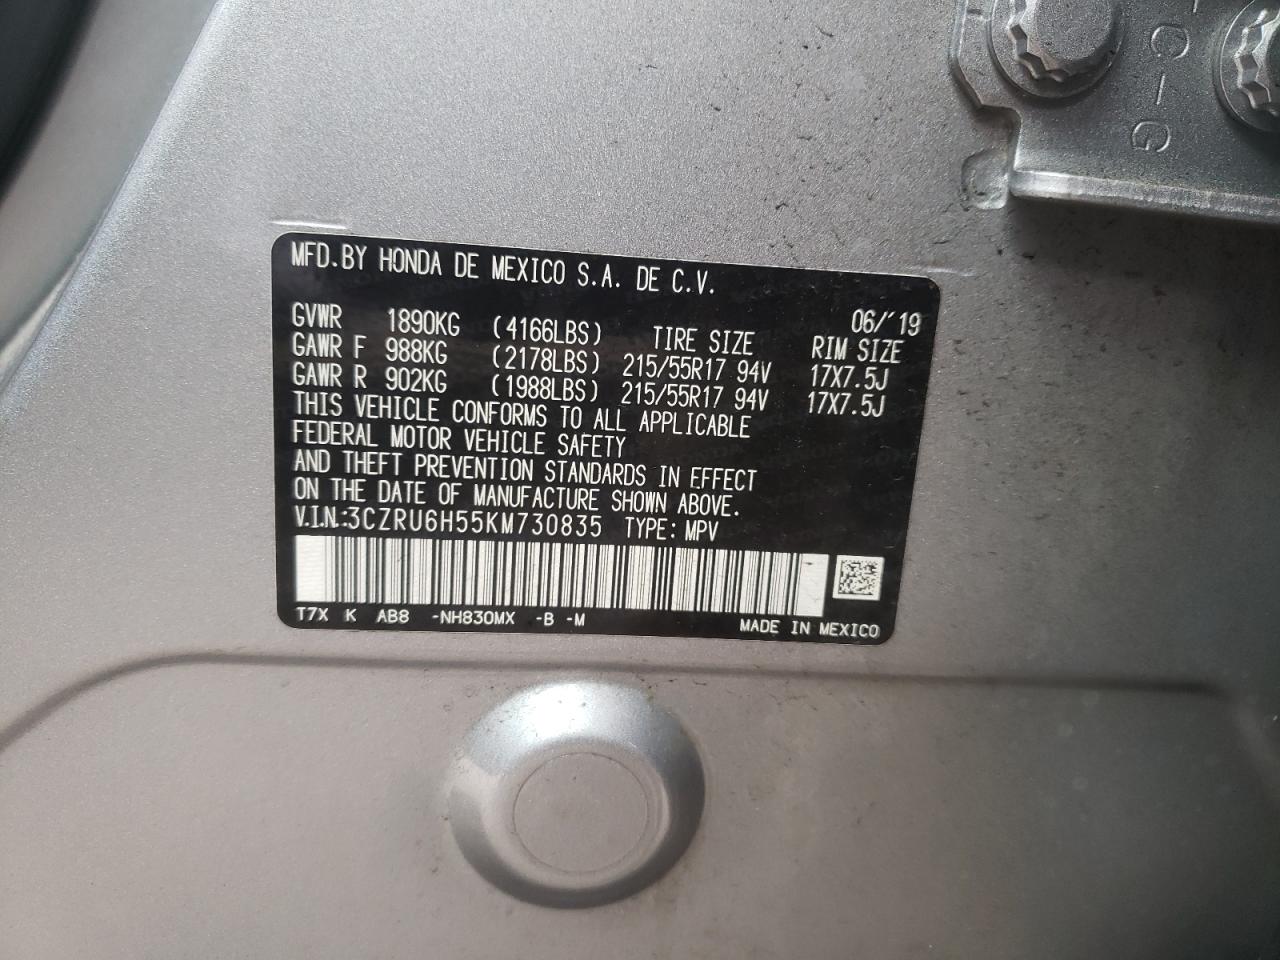 C-G
MFD.BY HONDA DE MEXICO S.A. DE C.V.
06/'19
GVWR 1890KG (4166LBS) TIRE SIZE RIM SIZE
GAWR F 988KG (2178LBS) 215/55R17 94V 17X7.5J
GAWR R 902KG (1988LBS) 215/55R17 94V 17X7.5J
THIS VEHICLE CONFORMS TO ALL APPLICABLE
FEDERAL MOTOR VEHICLE SAFETY
AND THEFT PREVENTION STANDARDS IN EFFECT
ON THE DATE OF MANUFACTURE SHOWN ABOVE.
V.I.N.:3CZRU6H55KM730835 TYPE: MPV
T7X K AB8 -NH830MX -B -M
MADE IN MEXICO